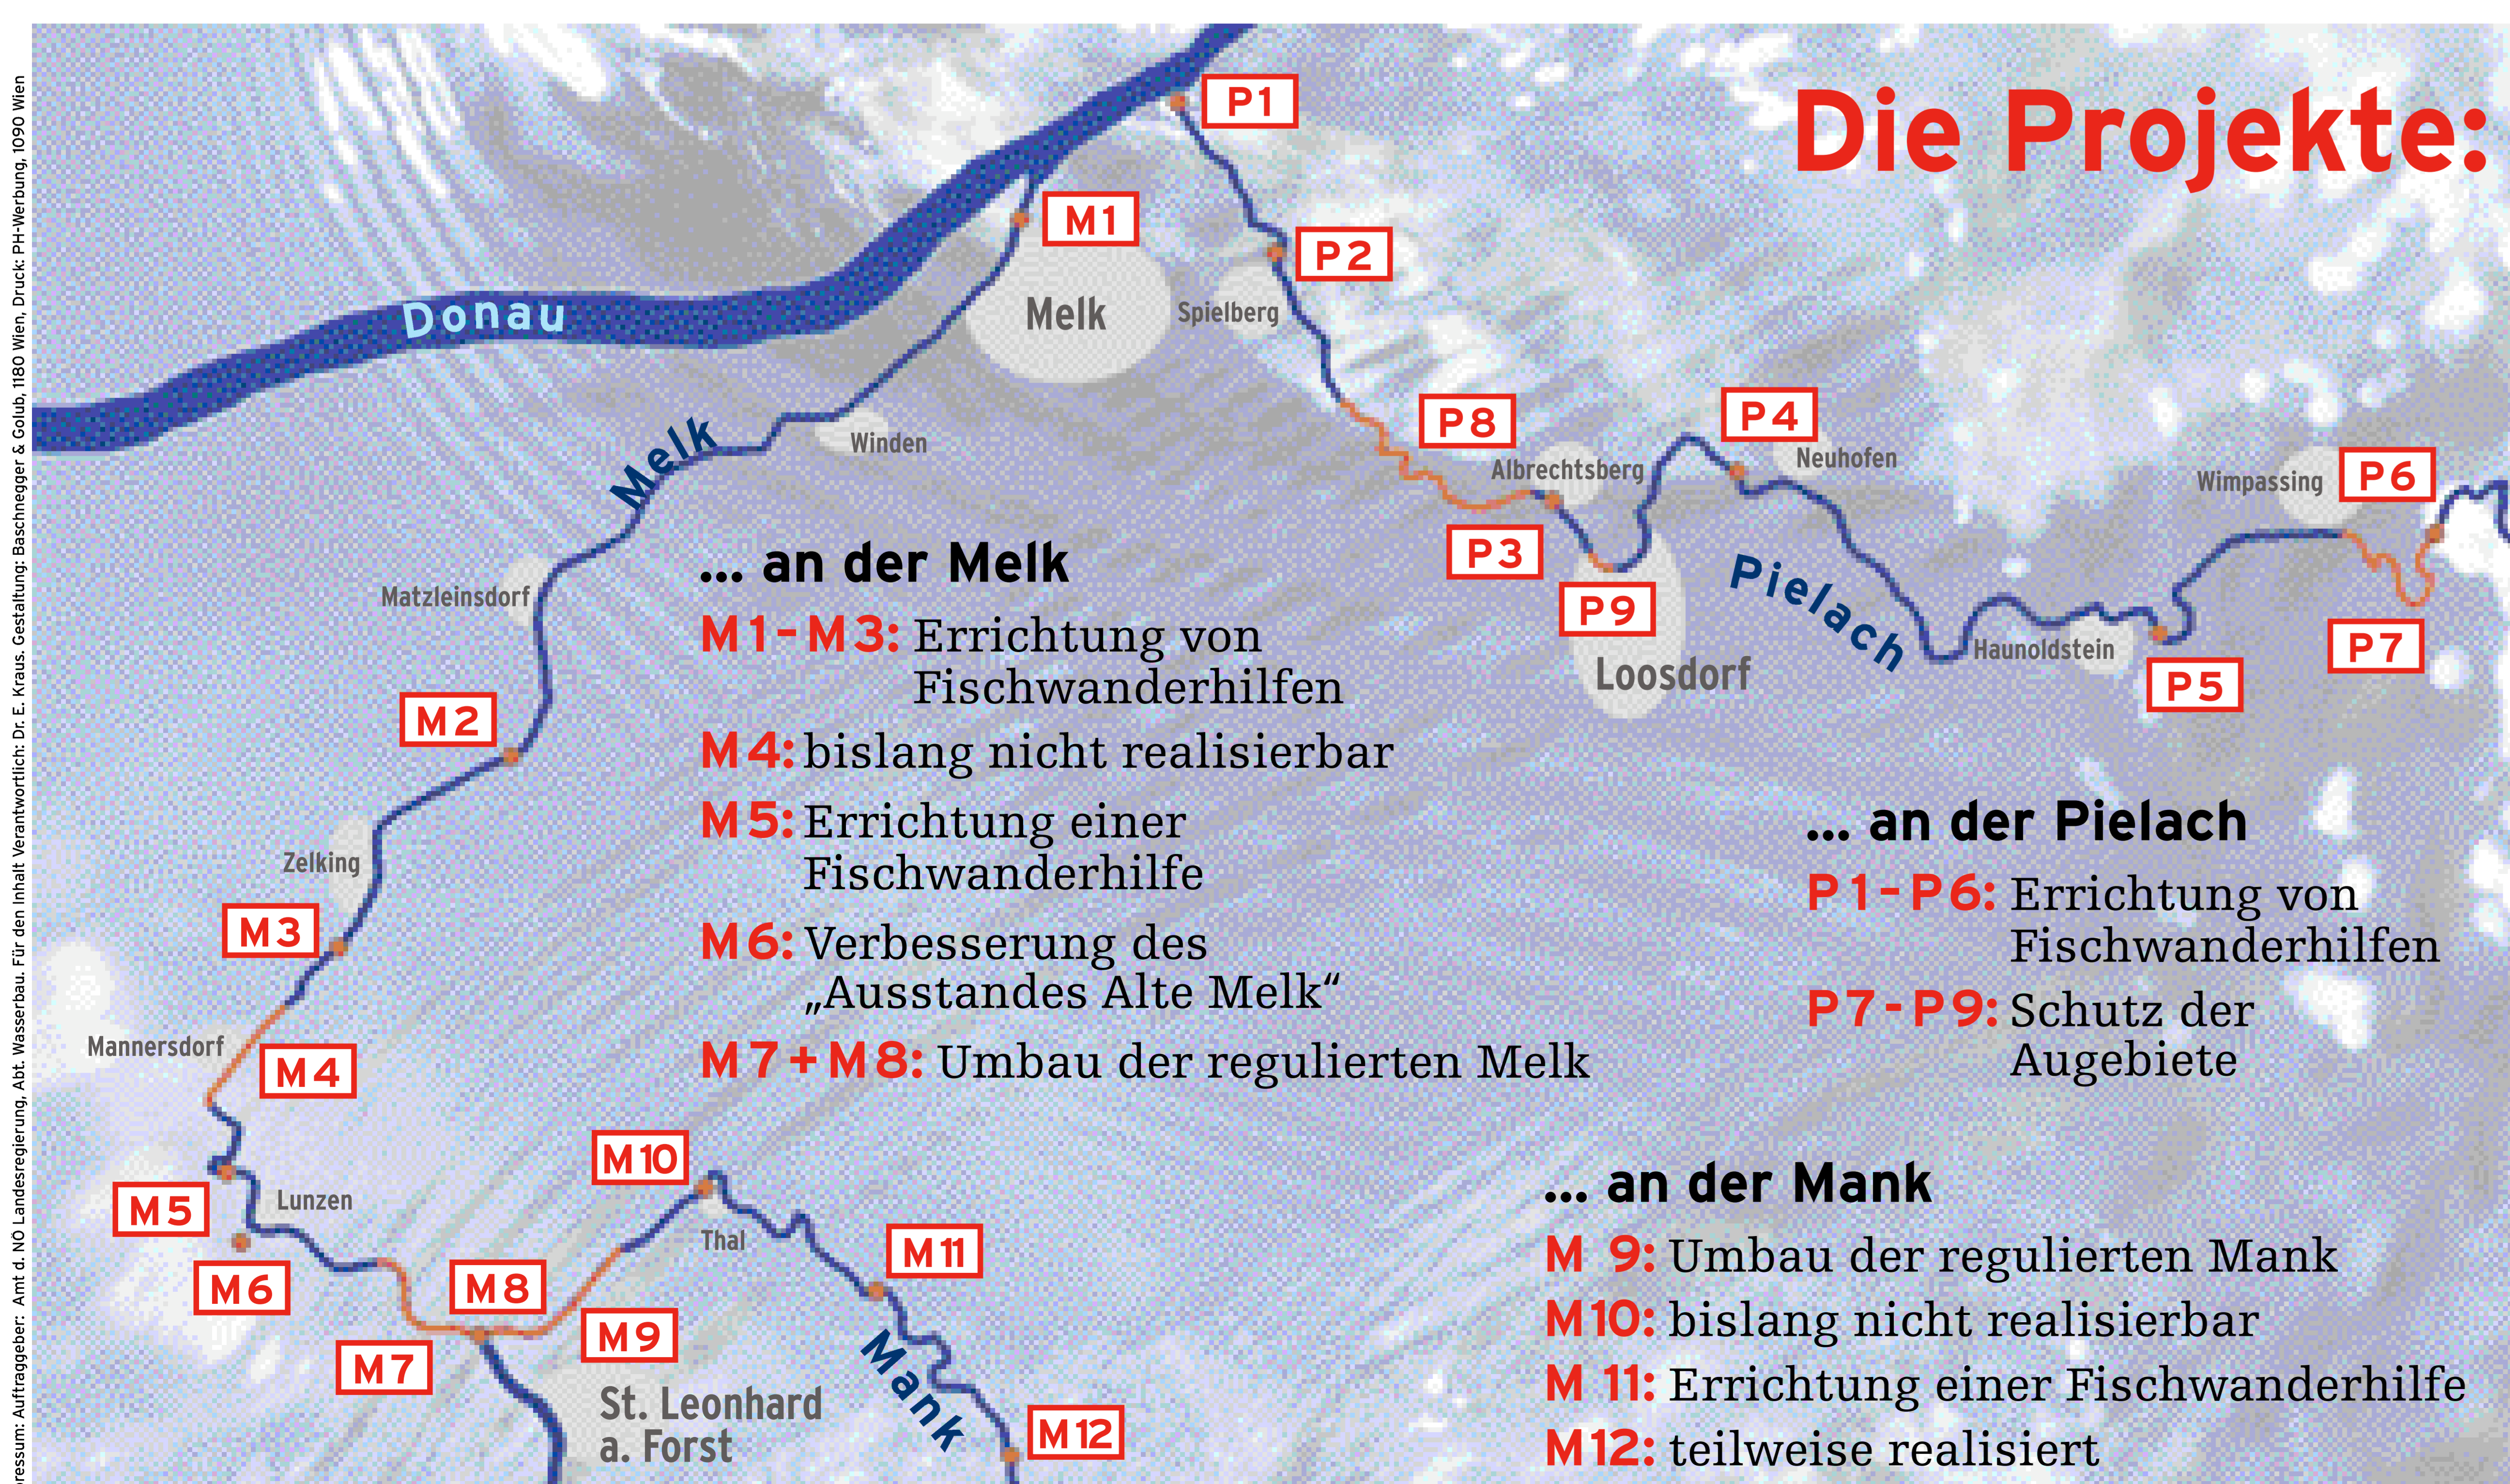 Die Projekte:
P1
M1
P2
Donau
Melk
Spielberg
P8
P4
Melk
Winden
Albrechtsberg
Neuhofen
Wimpassing
P6
P3
P9
Pielach
Matzleinsdorf
Loosdorf
Haunoldstein
P5
P7
M2
... an der Melk
M1-M3: Errichtung von
Fischwanderhilfen
M4: bislang nicht realisierbar
M5: Errichtung einer
Fischwanderhilfe
M6: Verbesserung des
„Ausstandes Alte Melk“
M7+M8: Umbau der regulierten Melk
... an der Pielach
P1-P6: Errichtung von
Fischwanderhilfen
P7-P9: Schutz der
Augebiete
Zelking
M3
Mannersdorf
M4
M10
M5
Lunzen
Thal
M11
M6
M8
M9
M7
Mank
St. Leonhard
a. Forst
M12
... an der Mank
M 9: Umbau der regulierten Mank
M10: bislang nicht realisierbar
M 11: Errichtung einer Fischwanderhilfe
M12: teilweise realisiert
pressum: Auftraggeber: Amt d. NÖ Landesregierung, Abt. Wasserbau. Für den Inhalt Verantwortlich: Dr. E. Kraus. Gestaltung: Baschnegger & Golub, 1180 Wien, Druck: PH-Werbung, 1090 Wien